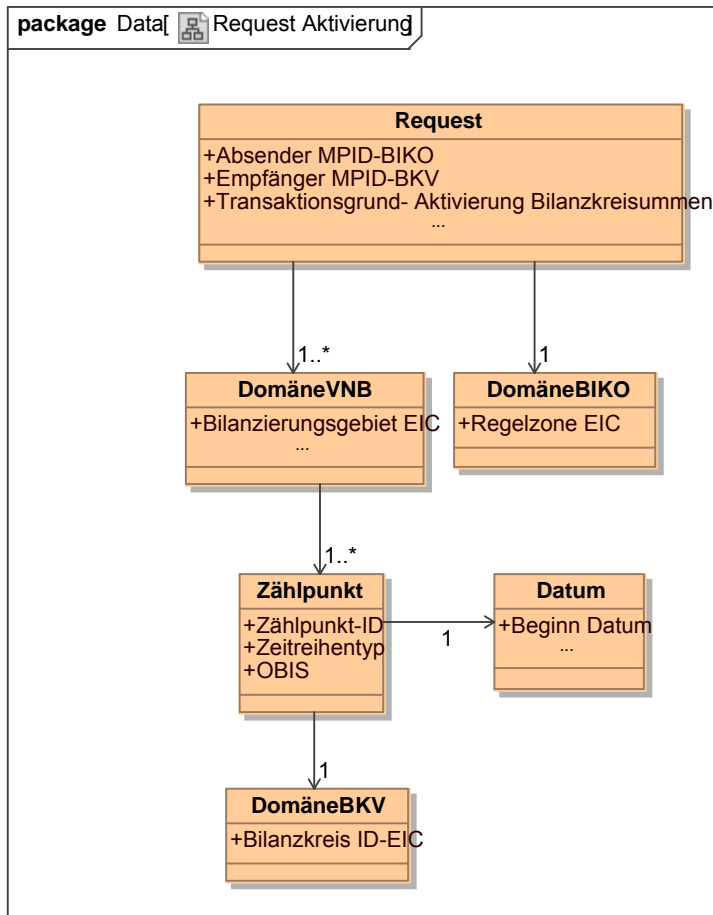 package Data[ Request Aktivierung]
Request
+Absender MPID-BIKO
+Empfänger MPID-BKV
+Transaktionsgrund- Aktivierung Bilanzkreisummen
...
1..*
1
DomäneVNB
+Bilanzierungsgebiet EIC
...
DomäneBIKO
+Regelzone EIC
1..*
Zählpunkt
+Zählpunkt-ID
+Zeitreihentyp
+OBIS
1
Datum
+Beginn Datum
...
1
DomäneBKV
+Bilanzkreis ID-EIC